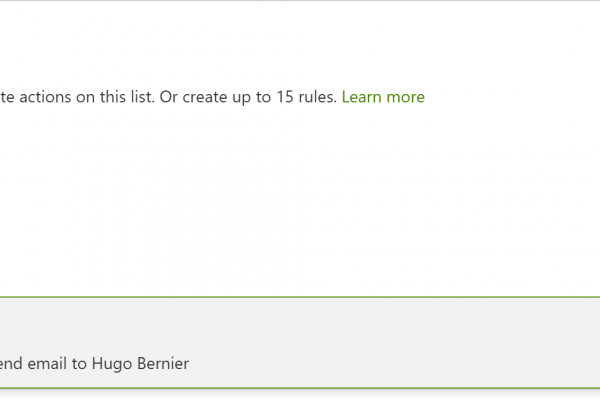 te actions on this list. Or create up to 15 rules. Learn more
end email to Hugo Bernier